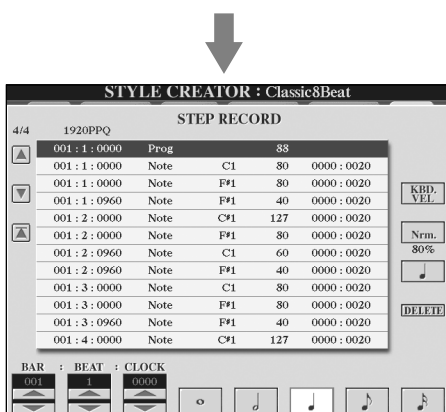 STYLE CREATOR : Classic8Beat
STEP RECORD
4/4 1920PPQ
001 : 1 : 0000 Prog 88
001 : 1 : 0000 Note C1 80 0000 : 0020
001 : 1 : 0000 Note F#1 80 0000 : 0020
001 : 1 : 0960 Note F#1 40 0000 : 0020
001 : 2 : 0000 Note C#1 127 0000 : 0020
001 : 2 : 0000 Note F#1 80 0000 : 0020
001 : 2 : 0960 Note C1 60 0000 : 0020
001 : 2 : 0960 Note F#1 40 0000 : 0020
001 : 3 : 0000 Note C1 80 0000 : 0020
001 : 3 : 0000 Note F#1 80 0000 : 0020
001 : 3 : 0960 Note F#1 40 0000 : 0020
001 : 4 : 0000 Note C#1 127 0000 : 0020
KBD.
VEL
Nrm.
80%
DELETE
BAR : BEAT : CLOCK
001 1 0000